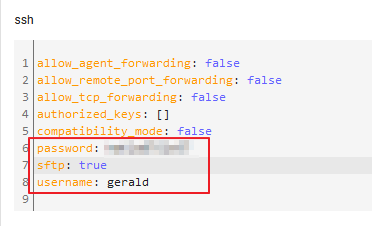 ssh
1 allow_agent_forwarding: false
2 allow_remote_port_forwarding: false
3 allow_tcp_forwarding: false
4 authorized_keys: []
5 compatibility_mode: false
6 password:
7 sftp: true
8 username: gerald
9